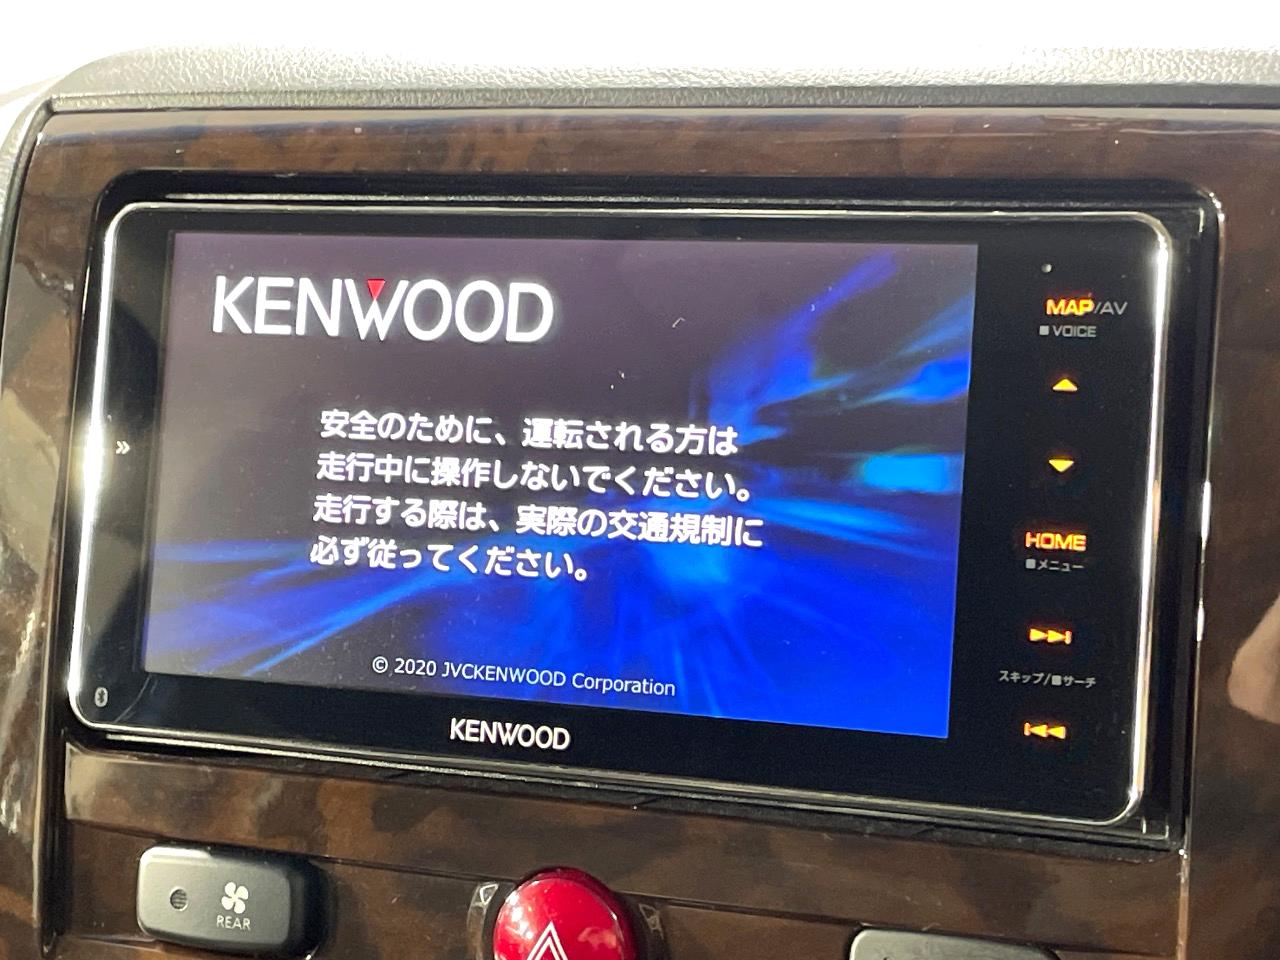 KENWOOD
安全のために、運転される方は
走行中に操作しないでください。
走行する際は、実際の交通規制に
必ず従ってください。
© 2020 JVCKENWOOD Corporation
KENWOOD
MAP/AV
■ VOICE
HOME
■メニュー
スキップ/■サーチ
REAR